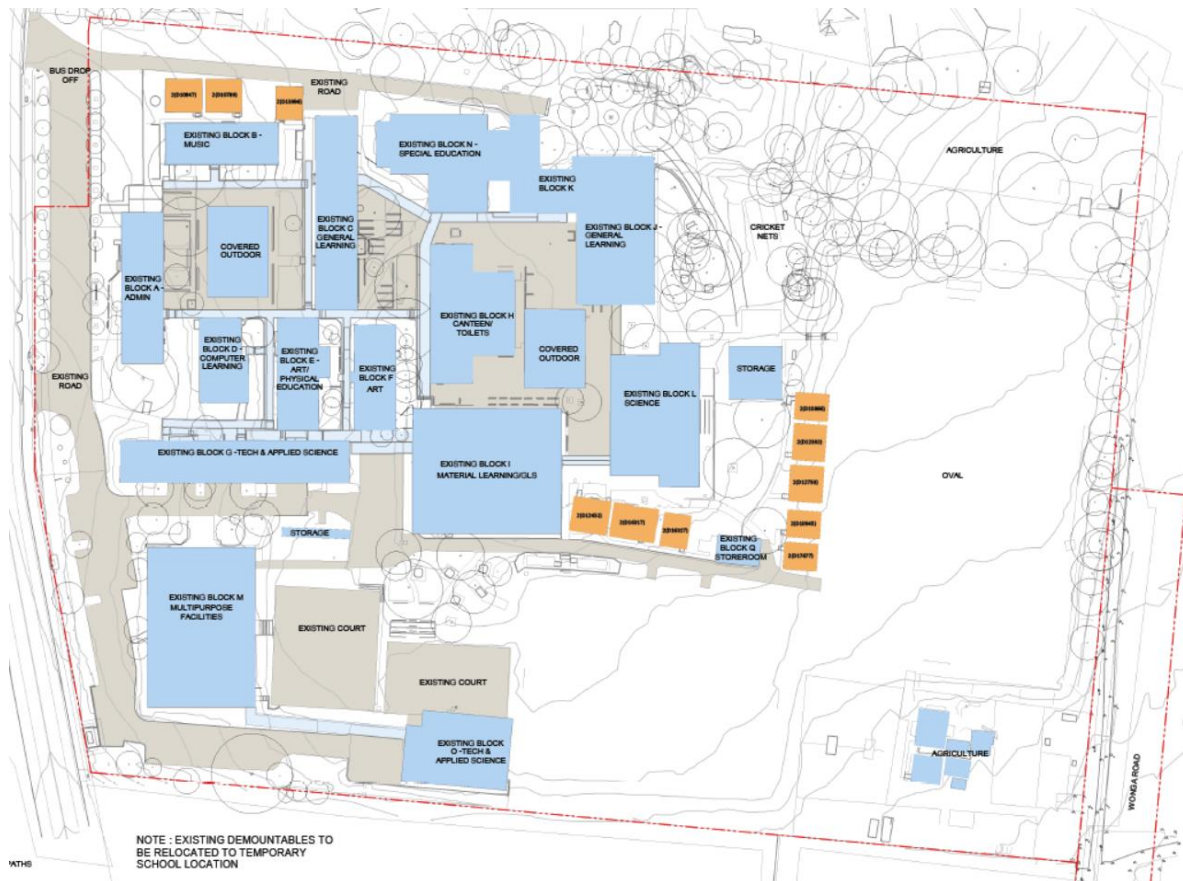 BUS DROP
OFF
EXISTING
ROAD
EXISTING BLOCK B -
MUSIC
EXISTING BLOCK N -
SPECIAL EDUCATION
AGRICULTURE
EXISTING
BLOCK K
EXISTING
BLOCK C
GENERAL
LEARNING
EXISTING BLOCK J -
GENERAL
LEARNING
CRICKET
NETS
COVERED
OUTDOOR
EXISTING
BLOCK A -
ADMIN
EXISTING BLOCK H
CANTEEN/
TOILETS
EXISTING
BLOCK D -
COMPUTER
LEARNING
EXISTING
BLOCK E -
ART/
PHYSICAL
EDUCATION
EXISTING
BLOCK F
ART
COVERED
OUTDOOR
STORAGE
EXISTING
ROAD
EXISTING BLOCK L
SCIENCE
EXISTING BLOCK G -TECH & APPLIED SCIENCE
EXISTING BLOCK I
MATERIAL LEARNING/GLS
OVAL
STORAGE
EXISTING
BLOCK Q
STOREROOM
EXISTING BLOCK M
MULTIPURPOSE
FACILITIES
EXISTING COURT
EXISTING COURT
EXISTING BLOCK
O -TECH &
APPLIED SCIENCE
AGRICULTURE
WONGA ROAD
NOTE : EXISTING DEMOUNTABLES TO
BE RELOCATED TO TEMPORARY
SCHOOL LOCATION
PATHS